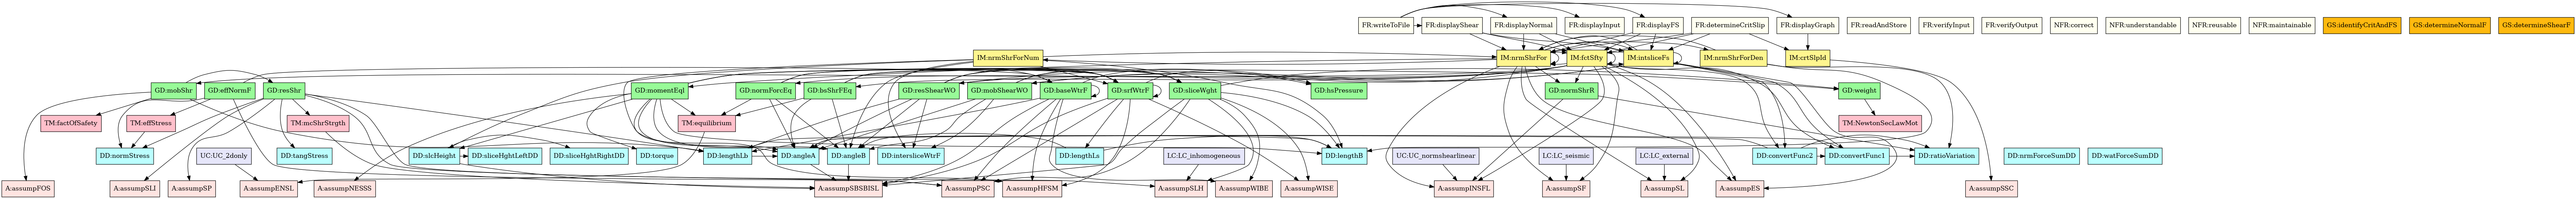 FR:writeToFile
FR:displayShear
FR:displayNormal
FR:displayInput
FR:displayFS
FR:determineCritSlip
FR:displayGraph
FR:readAndStore
FR:verifyInput
FR:verifyOutput
NFR:correct
NFR:understandable
NFR:reusable
NFR:maintainable
GS:identifyCritAndFS
GS:determineNormalF
GS:determineShearF
IM:nrmShrForNum
IM:nrmShrFor
IM:fctSfty
IM:intsliceFs
IM:nrmShrForDen
IM:crtSlpId
GD:mobShr
GD:effNormF
GD:resShr
GD:momentEql
GD:normForcEq
GD:bsShrFEq
GD:resShearWO
GD:mobShearWO
GD:baseWtrF
GD:srfWtrF
GD:sliceWght
GD:hsPressure
GD:normShrR
GD:weight
TM:factOfSafety
TM:effStress
TM:mcShrStrgth
TM:equilibrium
TM:NewtonSecLawMot
DD:normStress
UC:UC_2donly
DD:tangStress
DD:slcHeight
DD:sliceHghtLeftDD
DD:sliceHghtRightDD
DD:torque
DD:lengthLb
DD:angleA
DD:angleB
DD:intersliceWtrF
DD:lengthLs
LC:LC_inhomogeneous
DD:lengthB
UC:UC_normshearlinear
LC:LC_seismic
LC:LC_external
DD:convertFunc2
DD:convertFunc1
DD:ratioVariation
DD:nrmForceSumDD
DD:watForceSumDD
A:assumpFOS
A:assumpSLI
A:assumpSP
A:assumpENSL
A:assumpNESSS
A:assumpSBSBISL
A:assumpPSC
A:assumpHFSM
A:assumpSLH
A:assumpWIBE
A:assumpWISE
A:assumpINSFL
A:assumpSF
A:assumpSL
A:assumpES
A:assumpSSC